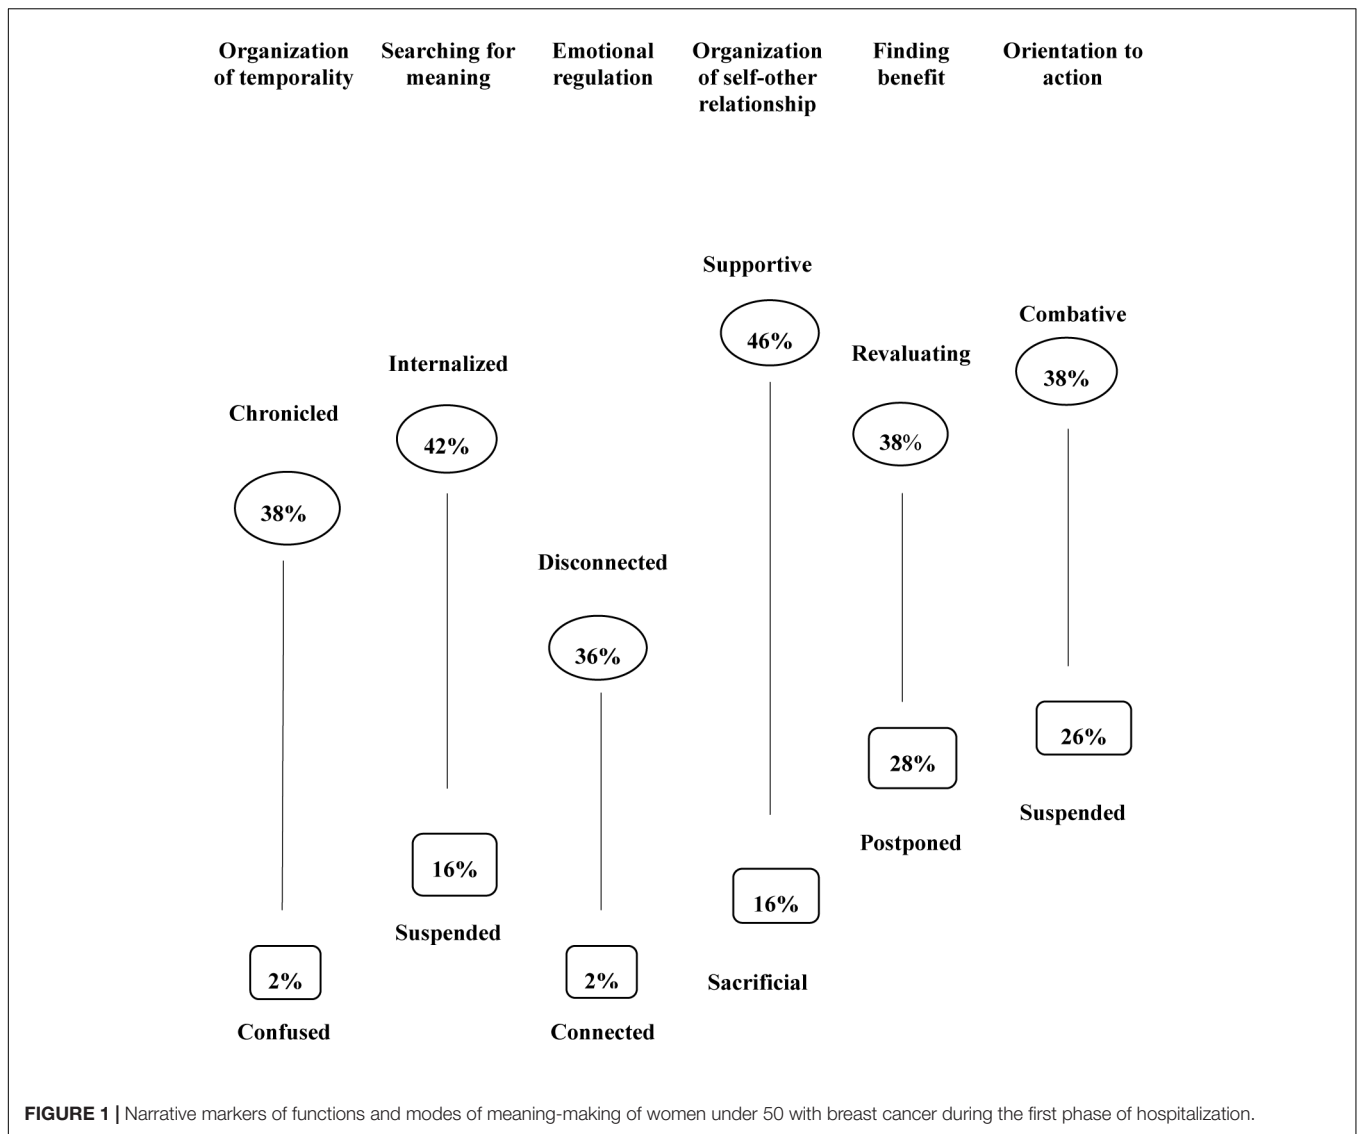 Organization
of temporality
Searching for
meaning
Emotional
regulation
Organization
of self-other
relationship
Finding
benefit
Orientation to
action
Supportive
46%
Combative
38%
Revaluating
38%
Internalized
42%
Chronicled
38%
Disconnected
36%
26%
Suspended
28%
Postponed
16%
Suspended
16%
Sacrificial
2%
Confused
2%
Connected
FIGURE 1 | Narrative markers of functions and modes of meaning-making of women under 50 with breast cancer during the first phase of hospitalization.